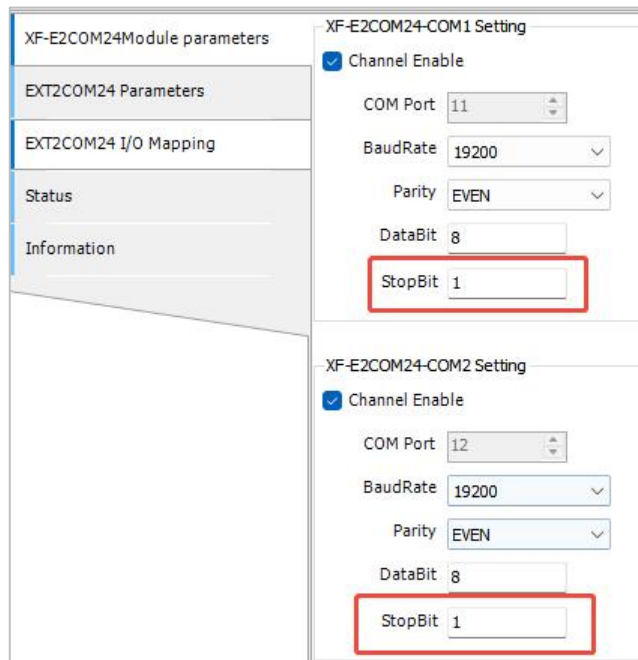 XF-E2COM24Module parameters
EXT2COM24 Parameters
EXT2COM24 I/O Mapping
Status
Information
XF-E2COM24-COM1 Setting
Channel Enable
COM Port 11
BaudRate 19200
Parity EVEN
DataBit 8
StopBit 1
XF-E2COM24-COM2 Setting
Channel Enable
COM Port 12
BaudRate 19200
Parity EVEN
DataBit 8
StopBit 1